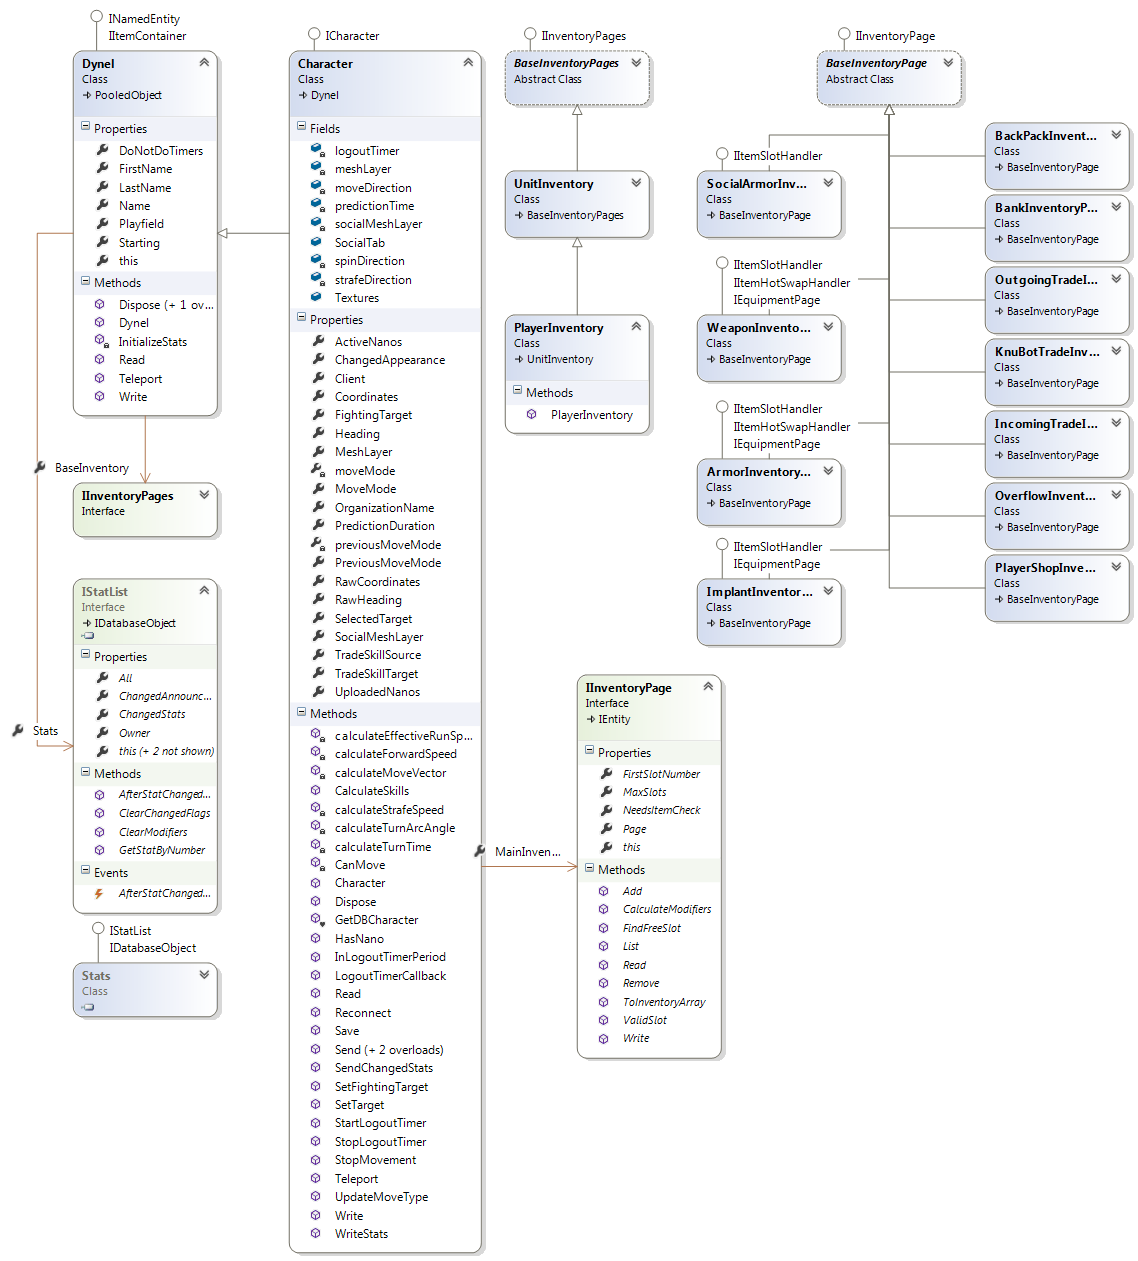 INamedEntity
IItemContainer
Dynel
Class
PooledObject
Properties
DoNotDoTimers
FirstName
LastName
Name
Playfield
Starting
this
Methods
Dispose (+ 1 ov...
Dynel
InitializeStats
Read
Teleport
Write
BaseInventory
IInventoryPages
Interface
IStatList
Interface
IDatabaseObject
Properties
All
ChangedAnnounc...
ChangedStats
Owner
this (+ 2 not shown)
Methods
AfterStatChanged...
ClearChangedFlags
ClearModifiers
GetStatByNumber
Events
AfterStatChanged...
Stats
IStatList
IDatabaseObject
Stats
Class
ICharacter
Character
Class
Dynel
Fields
logoutTimer
meshLayer
moveDirection
predictionTime
socialMeshLayer
SocialTab
spinDirection
strafeDirection
Textures
Properties
ActiveNanos
ChangedAppearance
Client
Coordinates
FightingTarget
Heading
MeshLayer
moveMode
MoveMode
OrganizationName
PredictionDuration
previousMoveMode
PreviousMoveMode
RawCoordinates
RawHeading
SelectedTarget
SocialMeshLayer
TradeSkillSource
TradeSkillTarget
UploadedNanos
Methods
calculateEffectiveRunSp...
calculateForwardSpeed
calculateMoveVector
CalculateSkills
calculateStrafeSpeed
calculateTurnArcAngle
calculateTurnTime
CanMove
Character
Dispose
GetDBCharacter
HasNano
InLogoutTimerPeriod
LogoutTimerCallback
Read
Reconnect
Save
Send (+ 2 overloads)
SendChangedStats
SetFightingTarget
SetTarget
StartLogoutTimer
StopLogoutTimer
StopMovement
Teleport
UpdateMoveType
Write
WriteStats
IInventoryPages
BaseInventoryPages
Abstract Class
UnitInventory
Class
BaseInventoryPages
PlayerInventory
Class
UnitInventory
Methods
PlayerInventory
MainInven...
IInventoryPage
Interface
IEntity
Properties
FirstSlotNumber
MaxSlots
NeedsItemCheck
Page
this
Methods
Add
CalculateModifiers
FindFreeSlot
List
Read
Remove
ToInventoryArray
ValidSlot
Write
IInventoryPage
BaseInventoryPage
Abstract Class
IItemSlotHandler
SocialArmorInv...
Class
BaseInventoryPage
IItemSlotHandler
IItemHotSwapHandler
IEquipmentPage
WeaponInvento...
Class
BaseInventoryPage
IItemSlotHandler
IItemHotSwapHandler
IEquipmentPage
ArmorInventory...
Class
BaseInventoryPage
IItemSlotHandler
IEquipmentPage
ImplantInventor...
Class
BaseInventoryPage
BackPackInvent...
Class
BaseInventoryPage
BankInventoryP...
Class
BaseInventoryPage
OutgoingTradeI...
Class
BaseInventoryPage
KnuBotTradeInv...
Class
BaseInventoryPage
IncomingTradeI...
Class
BaseInventoryPage
OverflowInvent...
Class
BaseInventoryPage
PlayerShopInve...
Class
BaseInventoryPage